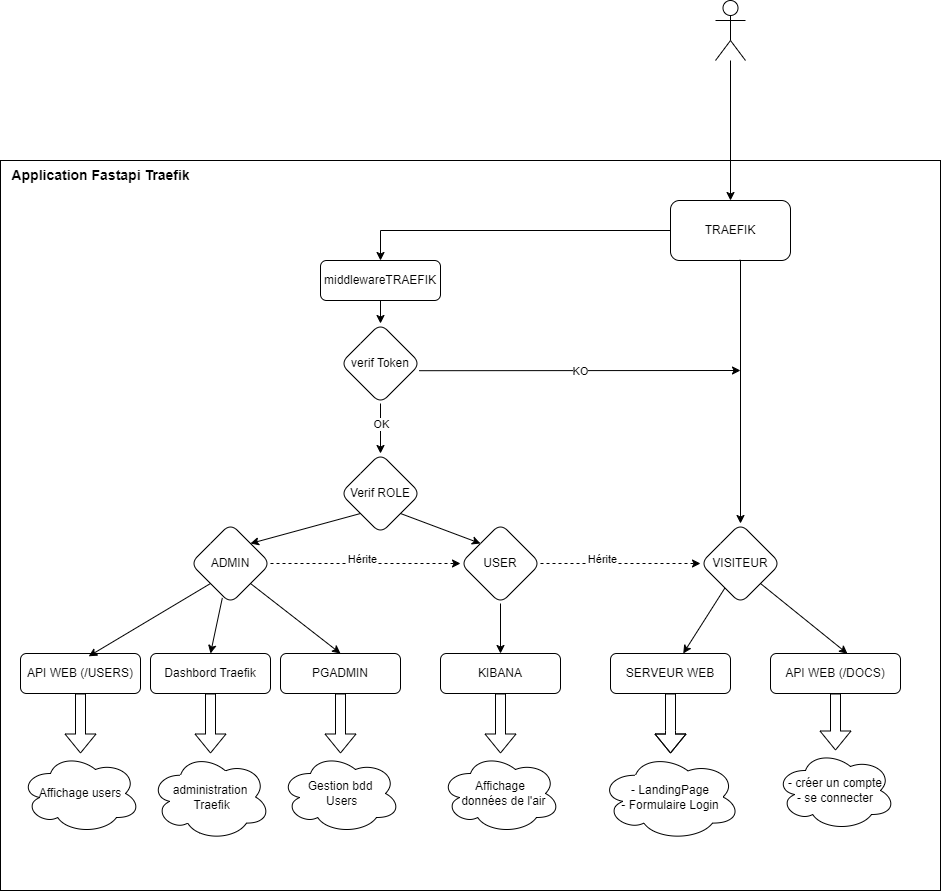 Application Fastapi Traefik
TRAEFIK
middlewareTRAEFIK
verif Token
KO
OK
Verif ROLE
ADMIN
Hérite
USER
Hérite
VISITEUR
API WEB (/USERS)
Dashbord Traefik
PGADMIN
KIBANA
SERVEUR WEB
API WEB (/DOCS)
Affichage users
administration
Traefik
Gestion bdd
Users
Affichage
données de l'air
- LandingPage
- Formulaire Login
- créer un compte
- se connecter